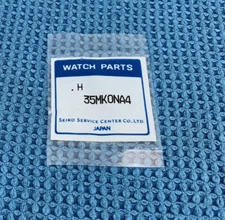 WATCH PARTS
.H
35MK0NA4
SEIKO SERVICE CENTER CO., LTD.
JAPAN